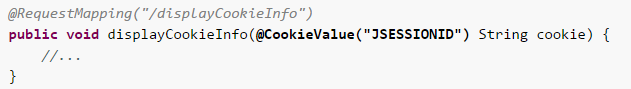 @RequestMapping("/displayCookieInfo")
public void displayCookieInfo(@CookieValue("JSESSIONID") String cookie) {
    //...
}